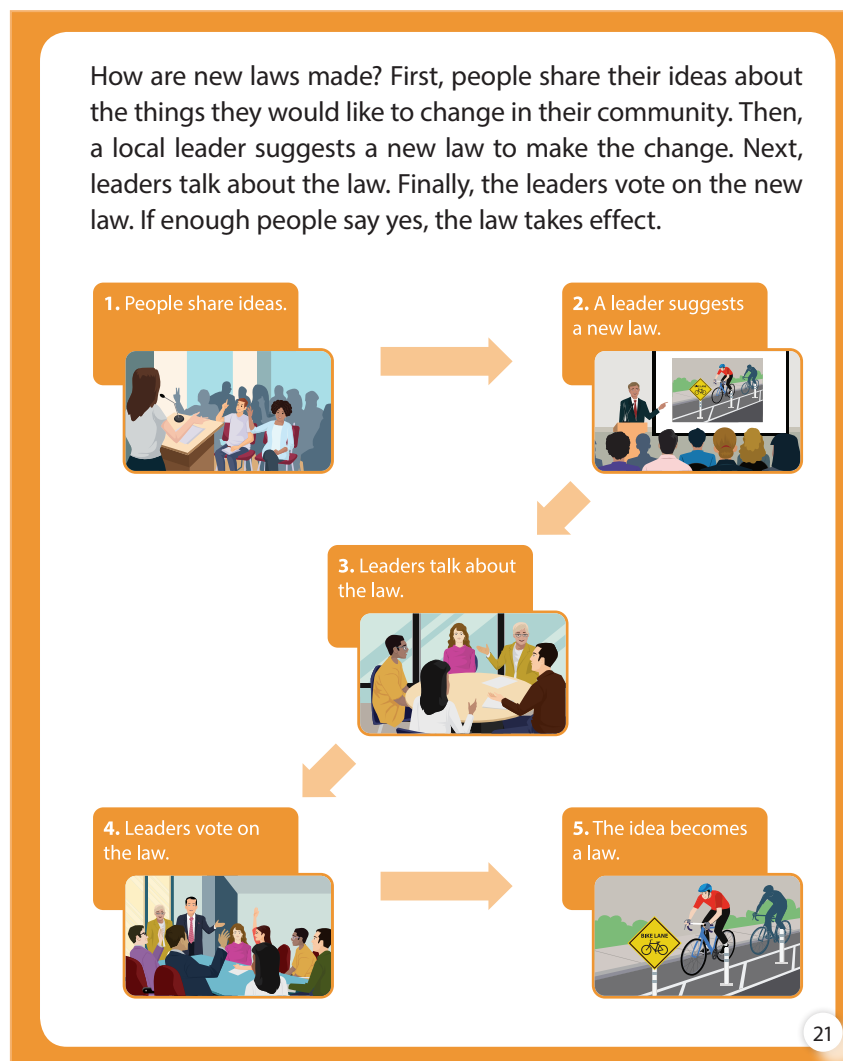 How are new laws made? First, people share their ideas about
the things they would like to change in their community. Then,
a local leader suggests a new law to make the change. Next,
leaders talk about the law. Finally, the leaders vote on the new
law. If enough people say yes, the law takes effect.
1. People share ideas.
2. A leader suggests
a new law.
3. Leaders talk about
the law.
4. Leaders vote on
the law.
5. The idea becomes
a law.
BIKE LANE
21